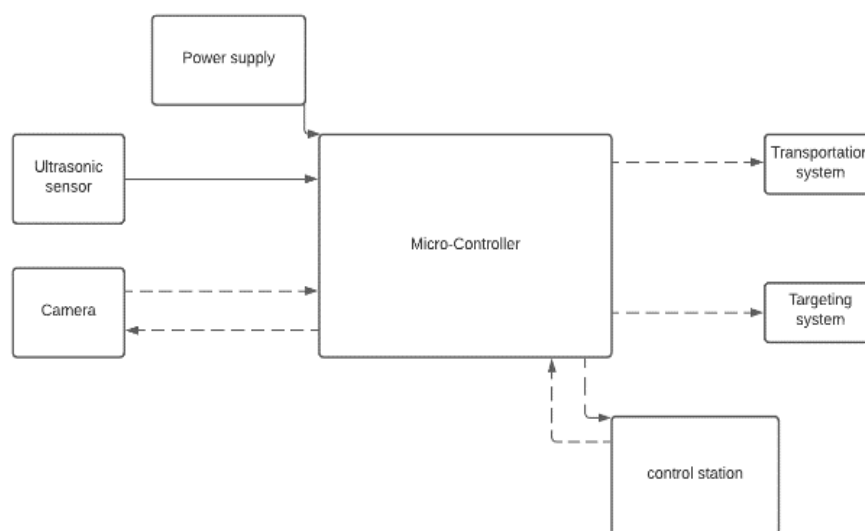 Power supply
Ultrasonic
sensor
Transportation
system
Micro-Controller
Camera
Targeting
system
control station